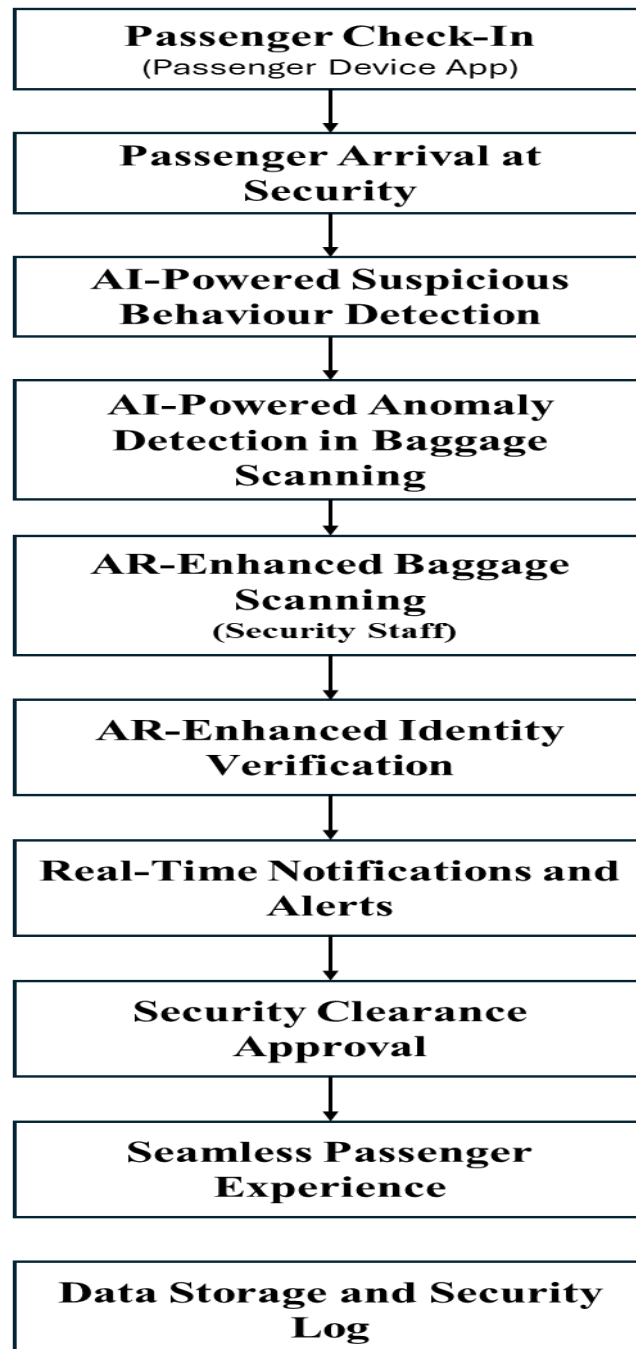 Passenger Check-In
(Passenger Device App)
Passenger Arrival at
Security
AI-Powered Suspicious
Behaviour Detection
AI-Powered Anomaly
Detection in Baggage
Scanning
AR-Enhanced Baggage
Scanning
(Security Staff)
AR-Enhanced Identity
Verification
Real-Time Notifications and
Alerts
Security Clearance
Approval
Seamless Passenger
Experience
Data Storage and Security
Log